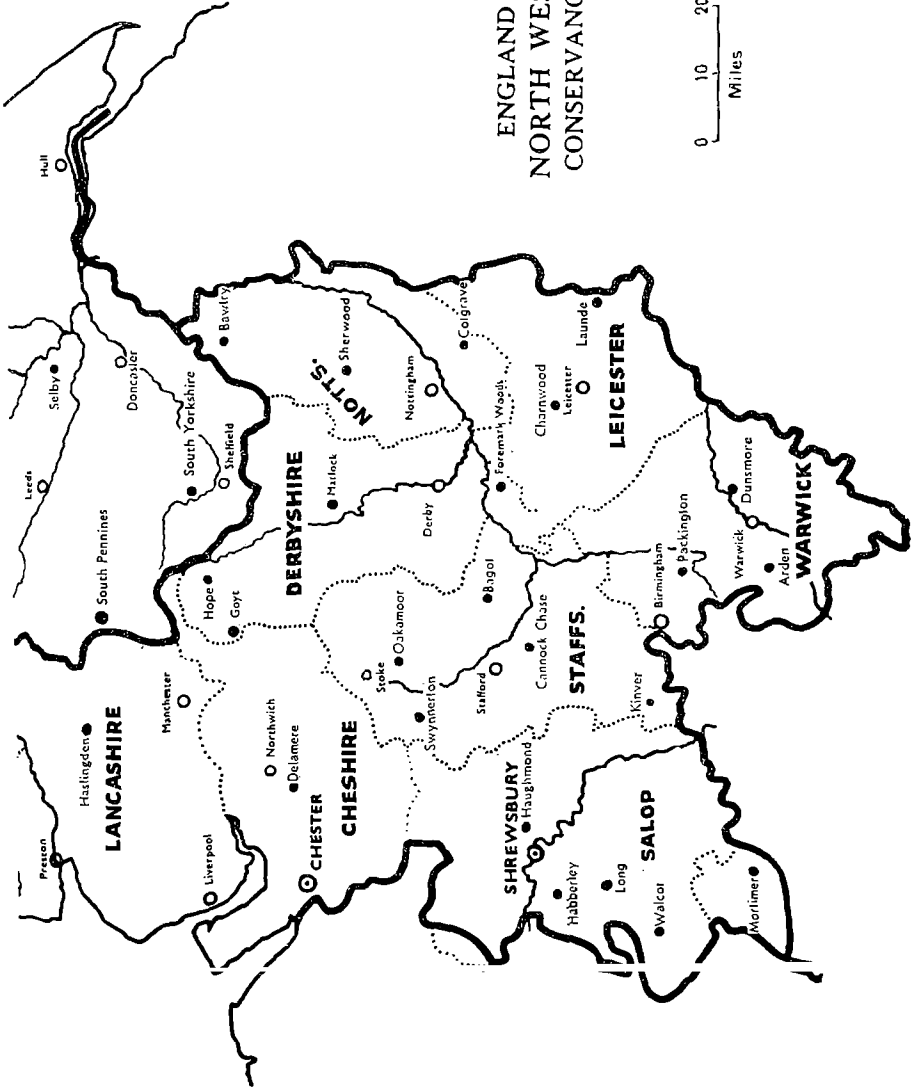 ENGLAND
NORTH WES
CONSERVANC
0 10 20
Miles
Hull
Leeds
Selby
Doncaster
South Yorkshire
Sheffield
South Pennines
Preston
Haslingden
LANCASHIRE
Manchester
Liverpool
Northwich
Delamere
CHESTER
CHESHIRE
Hope
Goyt
DERBYSHIRE
Matlock
Derby
Foremark Woods
Bawtry
Sherwood
NOTTS.
Nottingham
Cotgrave
Charnwood
Leicester
Launde
LEICESTER
Stoke
Oakamoor
Swynnerton
Bagot
Stafford
Cannock Chase
STAFFS.
Kinver
Birmingham
Packington
Warwick
Dunsmore
Arden
WARWICK
SHREWSBURY
Haughmond
Habberley
Long
SALOP
Walcot
Mortimer